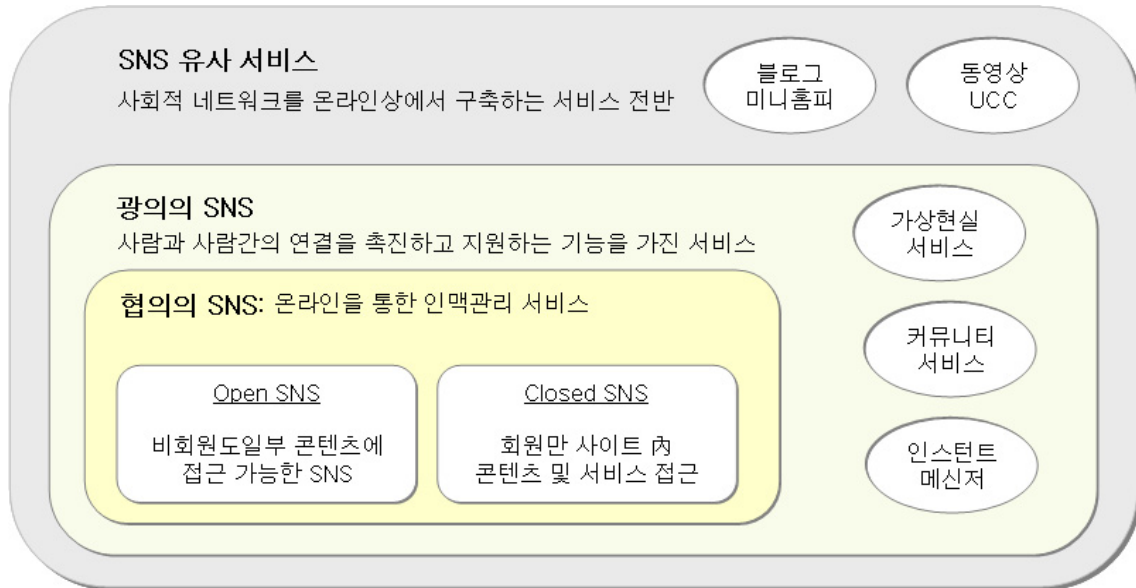 SNS 유사 서비스
사회적 네트워크를 온라인상에서 구축하는 서비스 전반
블로그
미니홈피
동영상
UCC
광의의 SNS
사람과 사람간의 연결을 촉진하고 지원하는 기능을 가진 서비스
가상현실
서비스
협의의 SNS: 온라인을 통한 인맥관리 서비스
커뮤니티
서비스
Open SNS
비회원도일부 콘텐츠에
접근 가능한 SNS
Closed SNS
회원만 사이트 內
콘텐츠 및 서비스 접근
인스턴트
메신저